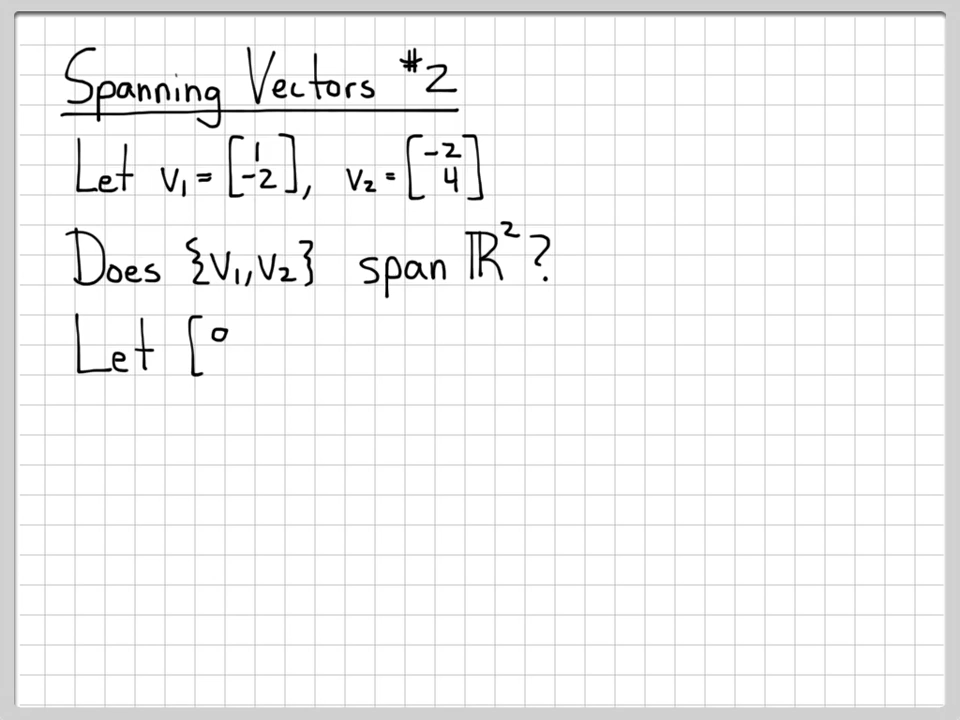 Spanning Vectors #2
Let v₁ = [1 -2], v₂ = [-2 4]
Does {v₁, v₂} span ℝ²?
Let [